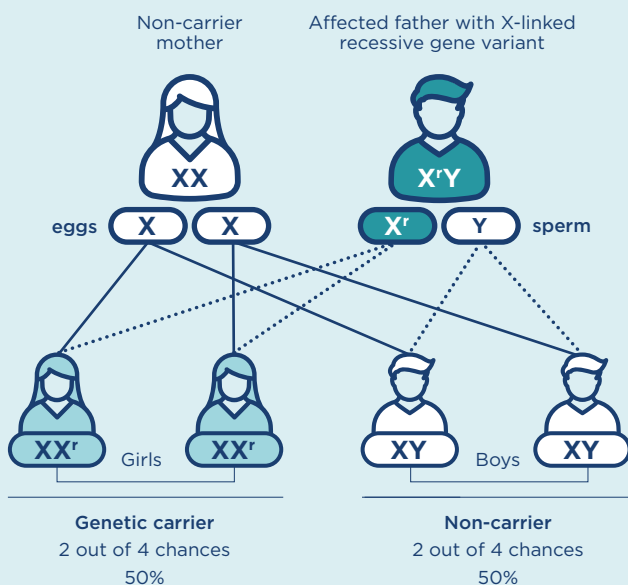 Non-carrier
mother
Affected father with X-linked
recessive gene variant
XX
XʳY
eggs X X Xʳ Y sperm
XXʳ Girls XXʳ XY Boys XY
Genetic carrier
2 out of 4 chances
50%
Non-carrier
2 out of 4 chances
50%